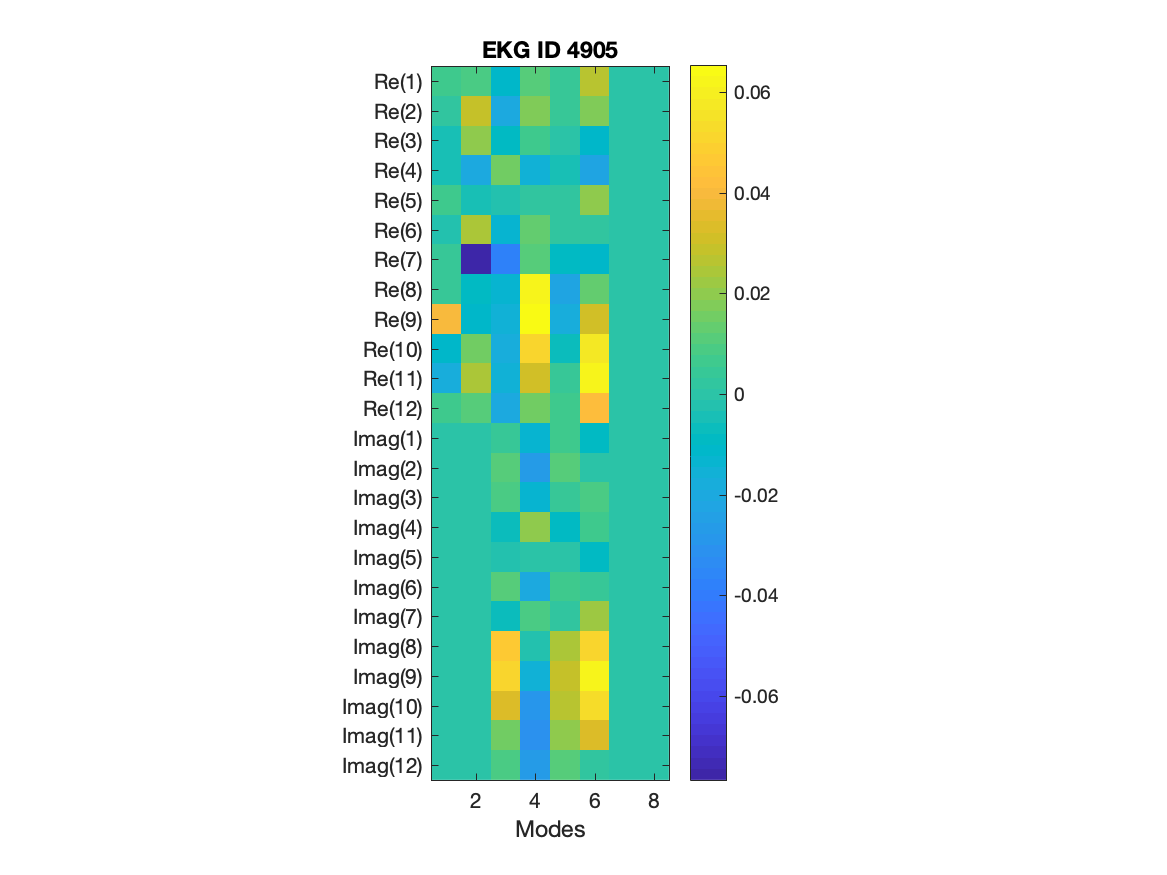 EKG ID 4905
Re(1)
Re(2)
Re(3)
Re(4)
Re(5)
Re(6)
Re(7)
Re(8)
Re(9)
Re(10)
Re(11)
Re(12)
Imag(1)
Imag(2)
Imag(3)
Imag(4)
Imag(5)
Imag(6)
Imag(7)
Imag(8)
Imag(9)
Imag(10)
Imag(11)
Imag(12)
2 4 6 8
Modes
0.06
0.04
0.02
0
-0.02
-0.04
-0.06